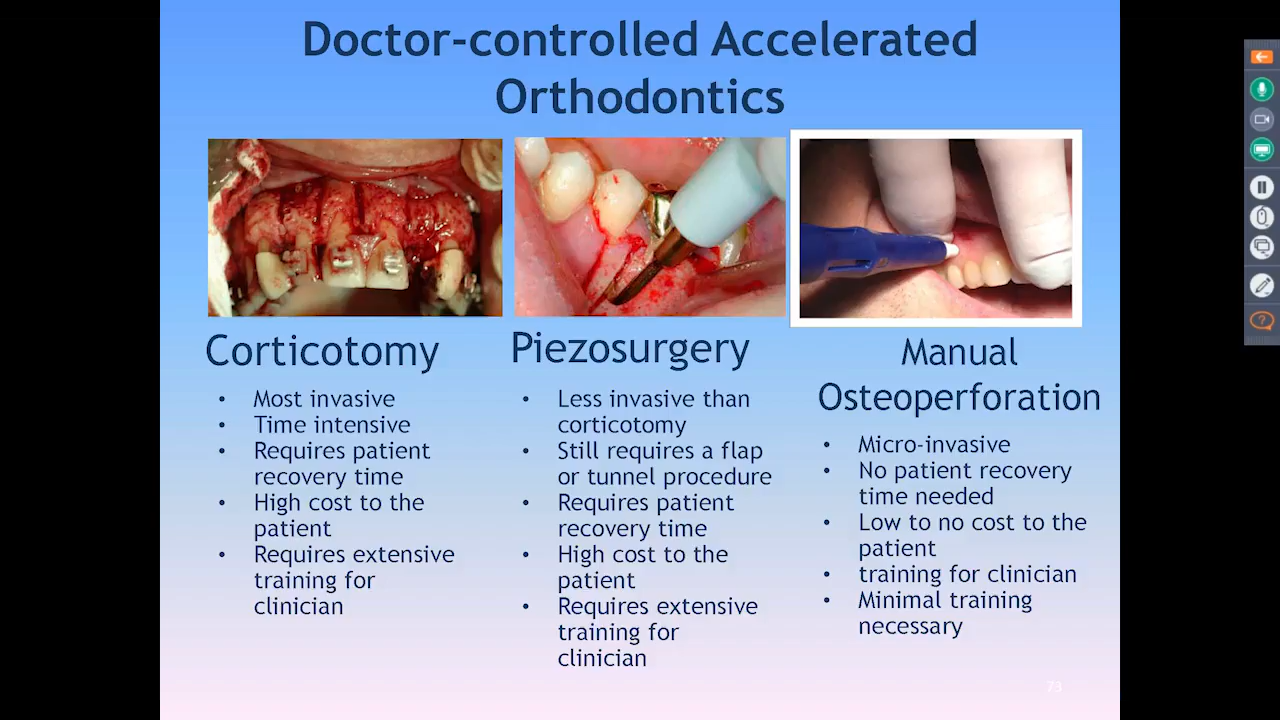 Doctor-controlled Accelerated
Orthodontics
Corticotomy
• Most invasive
• Time intensive
• Requires patient
recovery time
• High cost to the
patient
• Requires extensive
training for
clinician
Piezosurgery
• Less invasive than
corticotomy
• Still requires a flap
or tunnel procedure
• Requires patient
recovery time
• High cost to the
patient
• Requires extensive
training for
clinician
Manual
Osteoperforation
• Micro-invasive
• No patient recovery
time needed
• Low to no cost to the
patient
• training for clinician
• Minimal training
necessary
73